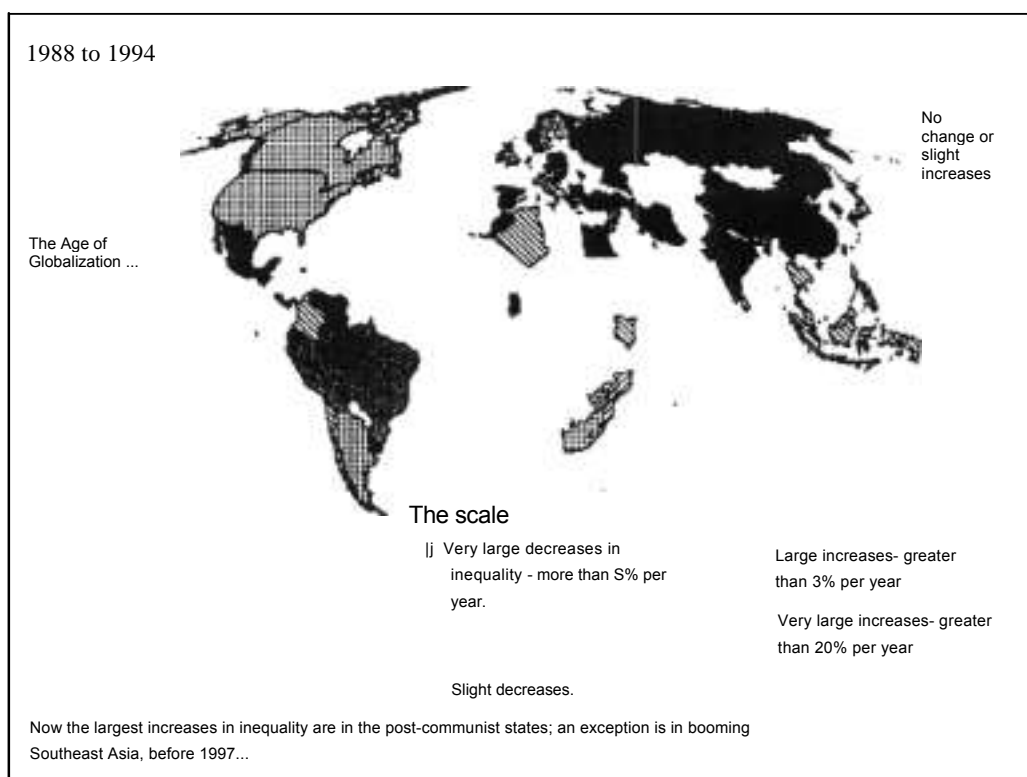 1988 to 1994
No
change or
slight
increases
The Age of
Globalization ...
The scale
|j Very large decreases in
inequality - more than S% per
year.
Large increases- greater
than 3% per year
Very large increases- greater
than 20% per year
Slight decreases.
Now the largest increases in inequality are in the post-communist states; an exception is in booming
Southeast Asia, before 1997...